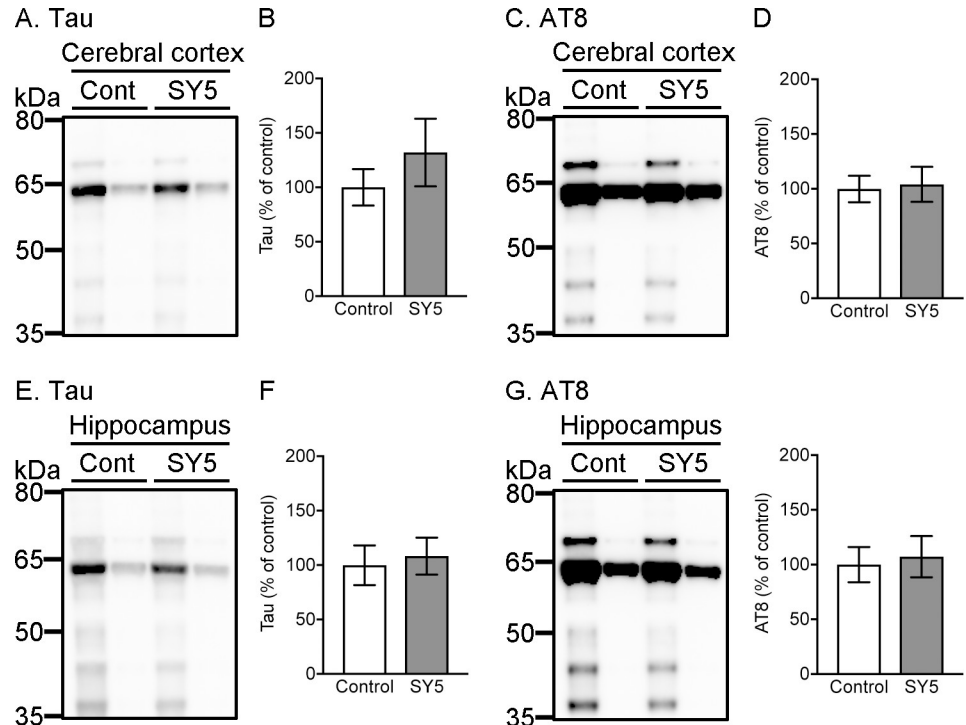 A. Tau
Cerebral cortex
Cont SY5
kDa
80
65
50
35
B
200
150
100
50
0
Tau (% of control)
Control SY5
C. AT8
Cerebral cortex
Cont SY5
kDa
80
65
50
35
D
200
150
100
50
0
AT8 (% of control)
Control SY5
E. Tau
Hippocampus
Cont SY5
kDa
80
65
50
35
F
200
150
100
50
0
Tau (% of control)
Control SY5
G. AT8
Hippocampus
Cont SY5
kDa
80
65
50
35
200
150
100
50
0
AT8 (% of control)
Control SY5